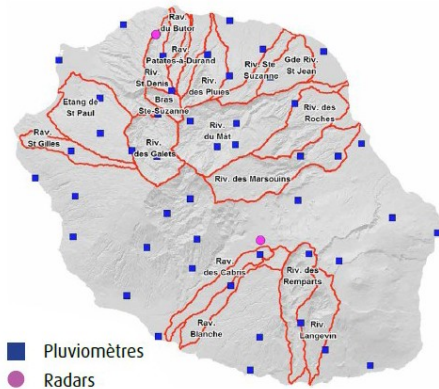 Rav.
du Butor
Rav.
Patates-à-Durand
Riv.
St Denis
Riv.
des Pluies
Riv. Ste
Suzanne
Gde Riv.
St Jean
Bras
Ste-Suzanne
Etang de
St Paul
Riv. des
Roches
Riv.
du Mat
Rav.
St Gilles
Riv.
des Galets
Riv. des Marsouins
Rav.
des Cabris
Riv. des
Remparts
Rav.
Blanche
Riv.
Langevin
Pluviomètres
Radars